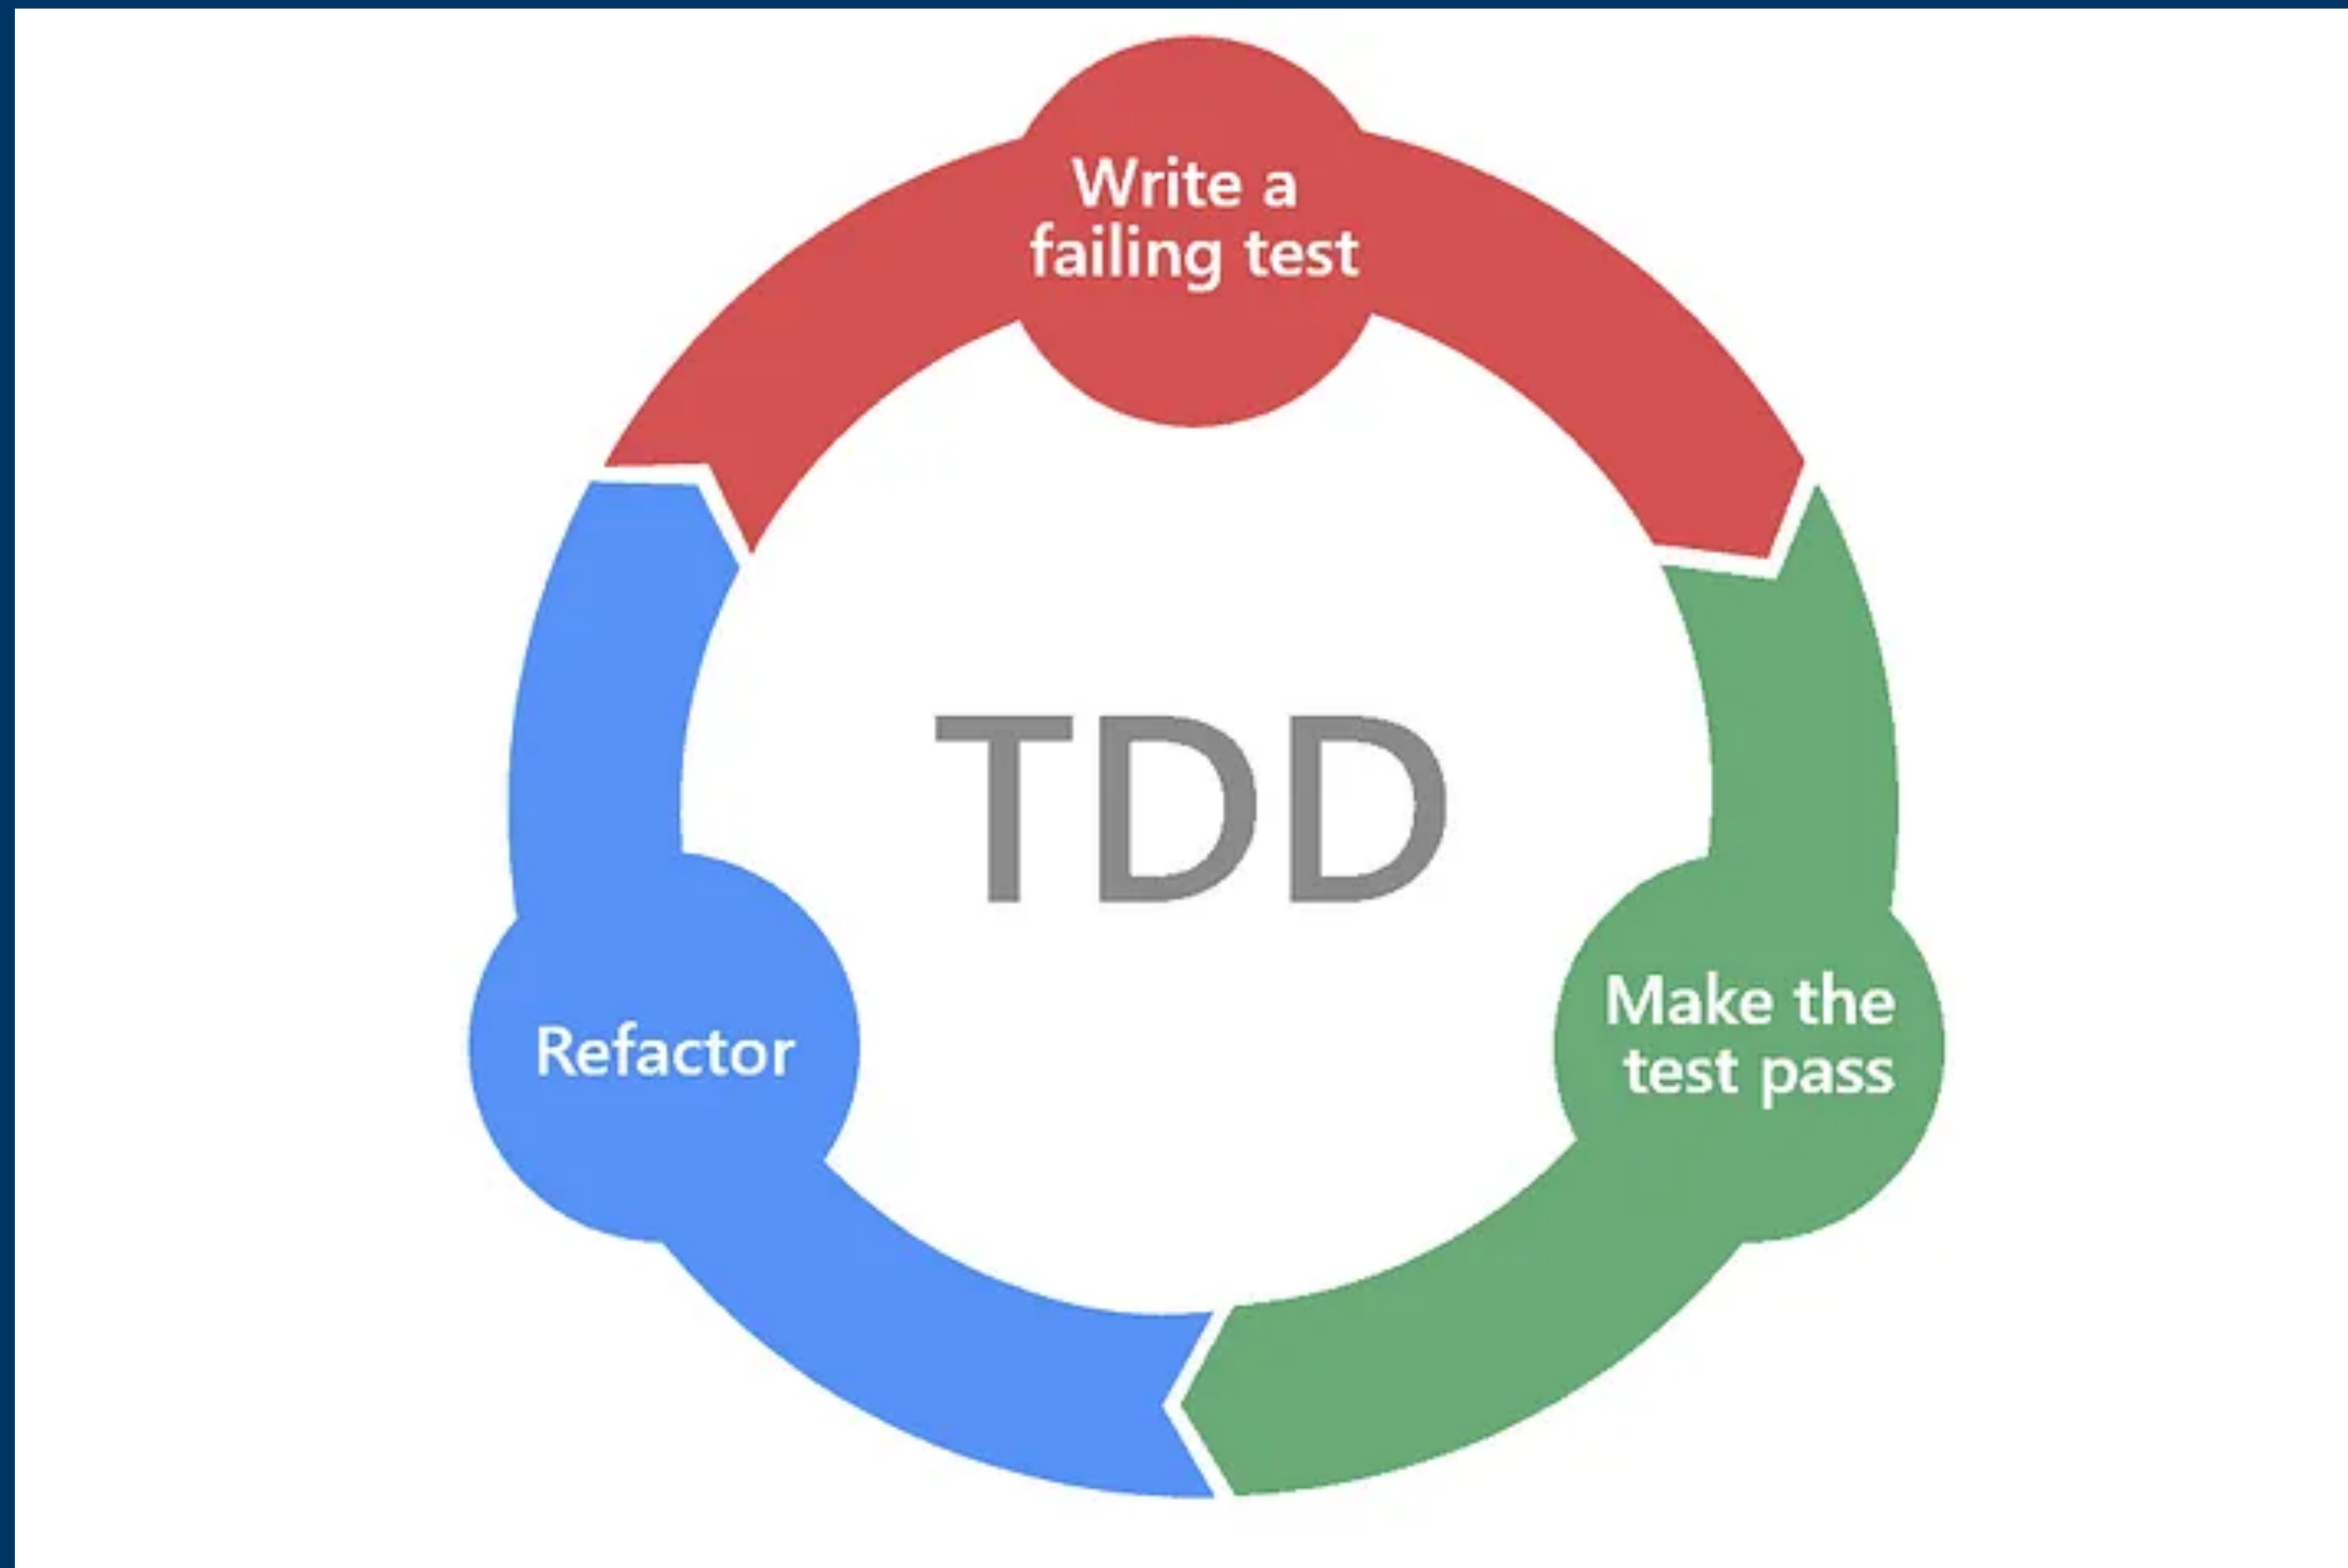 Write a
failing test
TDD
Make the
test pass
Refactor